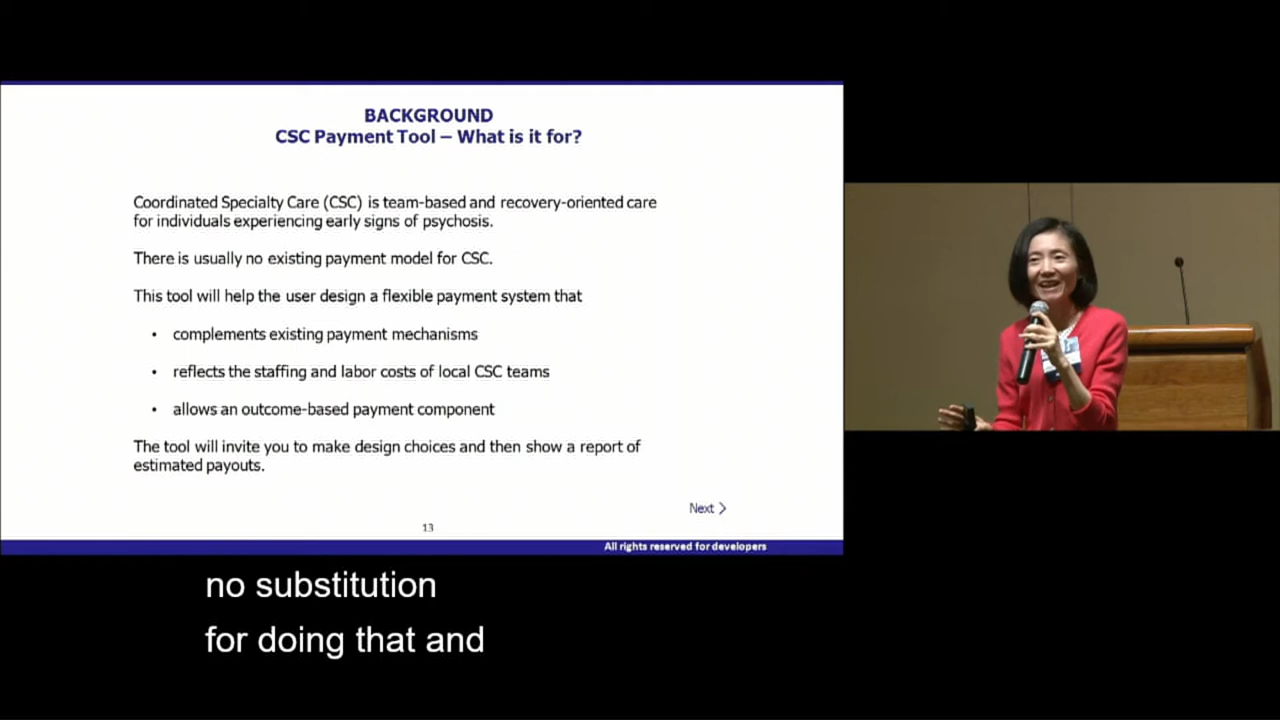 BACKGROUND
CSC Payment Tool – What is it for?
Coordinated Specialty Care (CSC) is team-based and recovery-oriented care
for individuals experiencing early signs of psychosis.
There is usually no existing payment model for CSC.
This tool will help the user design a flexible payment system that
• complements existing payment mechanisms
• reflects the staffing and labor costs of local CSC teams
• allows an outcome-based payment component
The tool will invite you to make design choices and then show a report of
estimated payouts.
Next >
13
All rights reserved for developers
no substitution
for doing that and